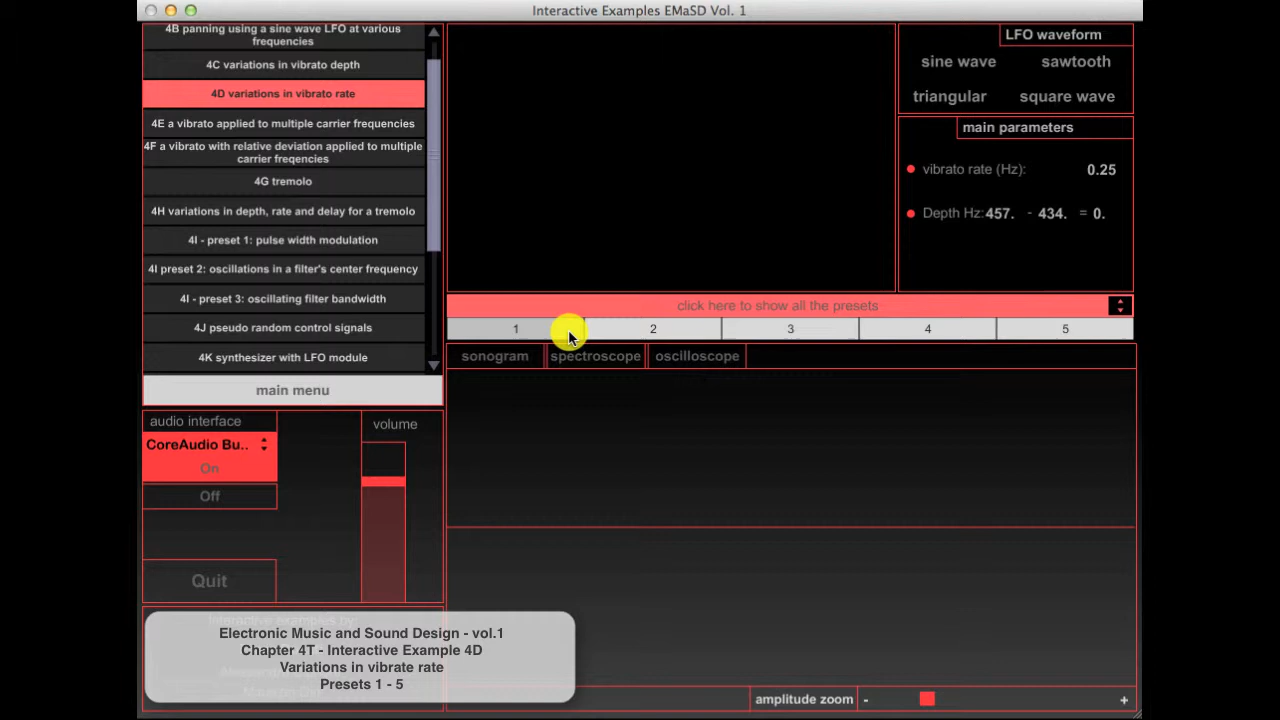 Interactive Examples EMaSD Vol. 1
4B panning using a sine wave LFO at various
frequencies
4C variations in vibrato depth
4D variations in vibrato rate
4E a vibrato applied to multiple carrier frequencies
4F a vibrato with relative deviation applied to multiple
carrier freqencies
4G tremolo
4H variations in depth, rate and delay for a tremolo
4I - preset 1: pulse width modulation
4I preset 2: oscillations in a filter's center frequency
4I - preset 3: oscillating filter bandwidth
4J pseudo random control signals
4K synthesizer with LFO module
main menu
LFO waveform
sine wave sawtooth
triangular square wave
main parameters
vibrato rate (Hz): 0.25
Depth Hz: 457. - 434. = 0.
click here to show all the presets
1 2 3 4 5
sonogram spectroscope oscilloscope
audio interface
CoreAudio Bu..
On
Off
volume
Quit
Interactive examples by:
Electronic Music and Sound Design - vol.1
Chapter 4T - Interactive Example 4D
Variations in vibrate rate
Presets 1 - 5
amplitude zoom - +